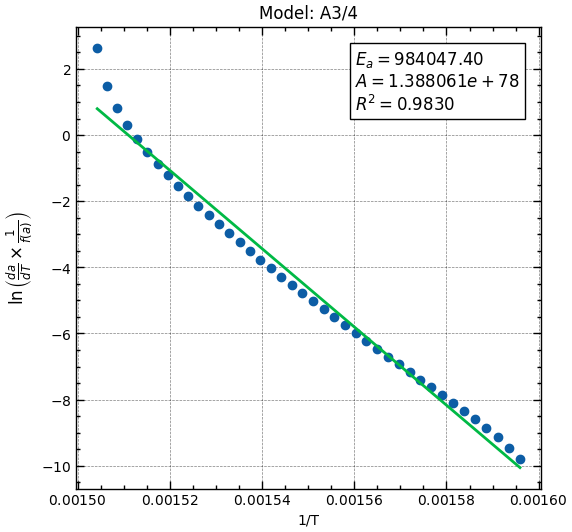 Model: A3/4
E_a = 984047.40
A = 1.388061e + 78
R^2 = 0.9830
ln(da/dT × 1/f(a))
2
0
−2
−4
−6
−8
−10
0.00150 0.00152 0.00154 0.00156 0.00158 0.00160
1/T